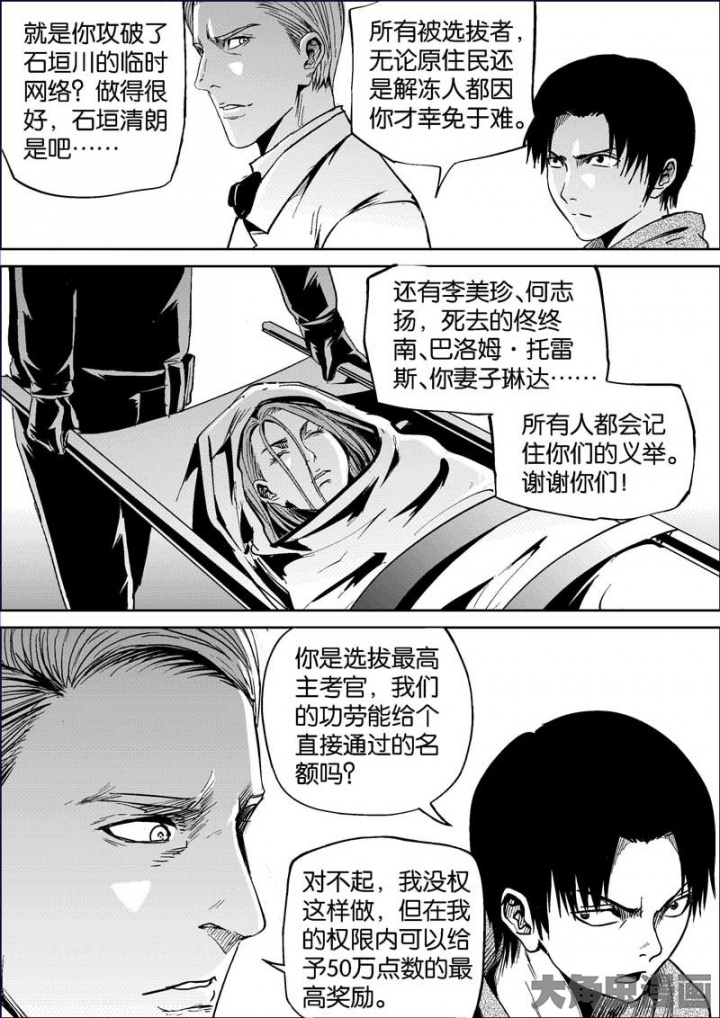 就是你攻破了
石垣川的临时
网络？做得很
好，石垣清朗
是吧……
所有被选拔者，
无论原住民还
是解冻人都因
你才幸免于难。
还有李美珍、何志
扬，死去的佟终
南、巴洛姆·托雷
斯、你妻子琳达……
所有人都会记
住你们的义举。
谢谢你们！
你是选拔最高
主考官，我们
的功劳能给个
直接通过的名
额吗？
对不起，我没权
这样做，但在我
的权限内可以给
予50万点数的最
高奖励。
大角虫漫画